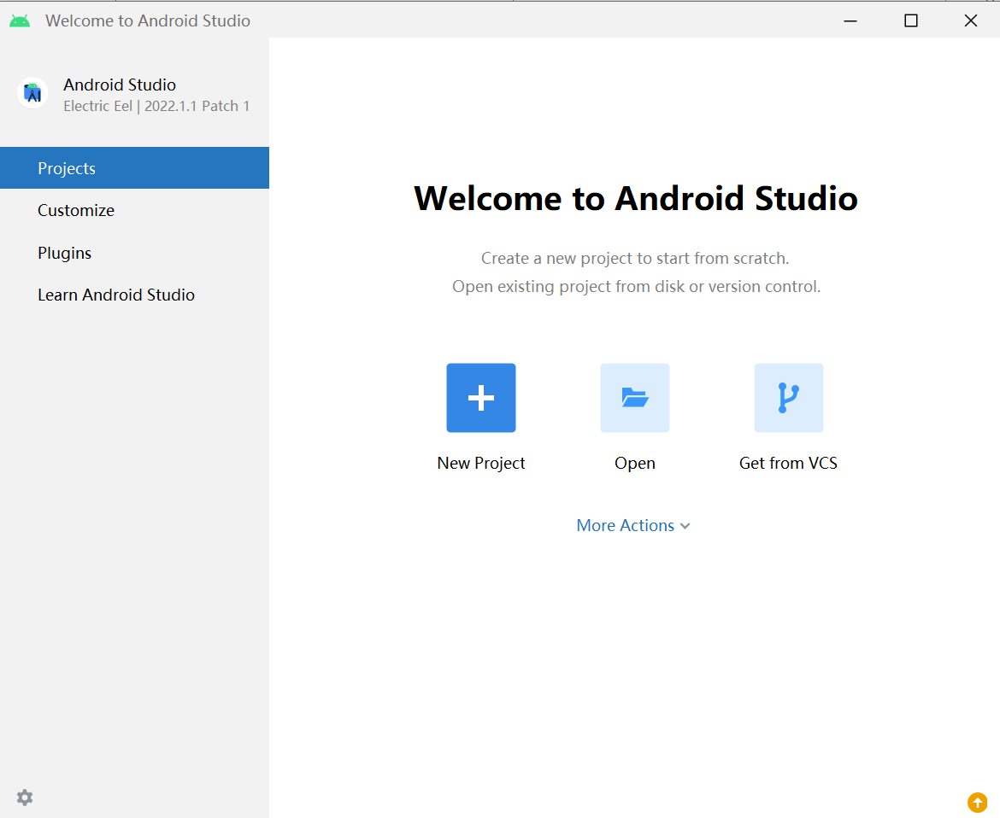 Welcome to Android Studio
Android Studio
Electric Eel | 2022.1.1 Patch 1
Projects
Customize
Plugins
Learn Android Studio
Welcome to Android Studio
Create a new project to start from scratch.
Open existing project from disk or version control.
New Project
Open
Get from VCS
More Actions